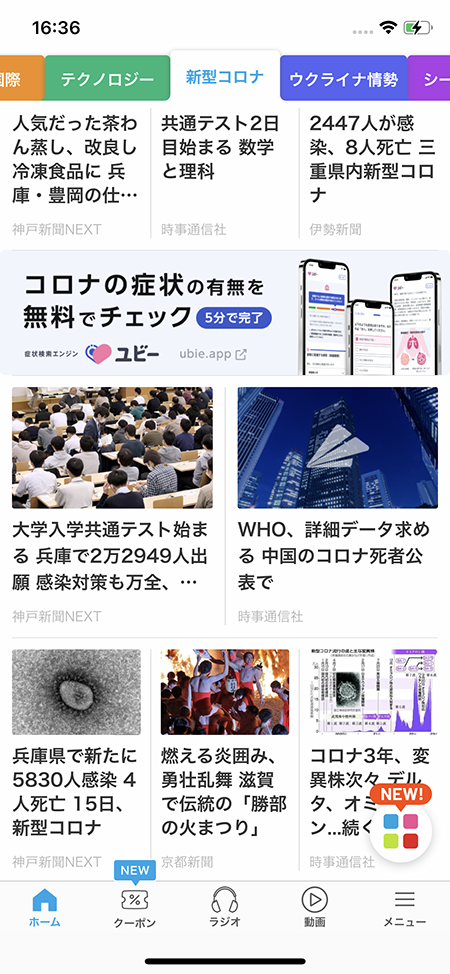 16:36
国際
テクノロジー
新型コロナ
ウクライナ情勢
シー
人気だった茶わ
ん蒸し、改良し
冷凍食品に 兵
庫・豊岡の仕…
神戸新聞NEXT
共通テスト2日
目始まる 数学
と理科
時事通信社
2447人が感
染、8人死亡 三
重県内新型コロ
ナ
伊勢新聞
コロナの症状の有無を
無料でチェック 5分で完了
症状検索エンジン ユビー ubie.app
大学入学共通テスト始ま
る 兵庫で2万2949人出
願 感染対策も万全、…
神戸新聞NEXT
WHO、詳細データ求め
る 中国のコロナ死者公
表で
時事通信社
兵庫県で新たに
5830人感染 4
人死亡 15日、
新型コロナ
神戸新聞NEXT
燃える炎囲み、
勇壮乱舞 滋賀
で伝統の「勝部
の火まつり」
京都新聞
コロナ3年、変
異株次々 デル
タ、オミ
ン…続く
時事通信社
NEW!
NEW
ホーム
クーポン
ラジオ
動画
メニュー